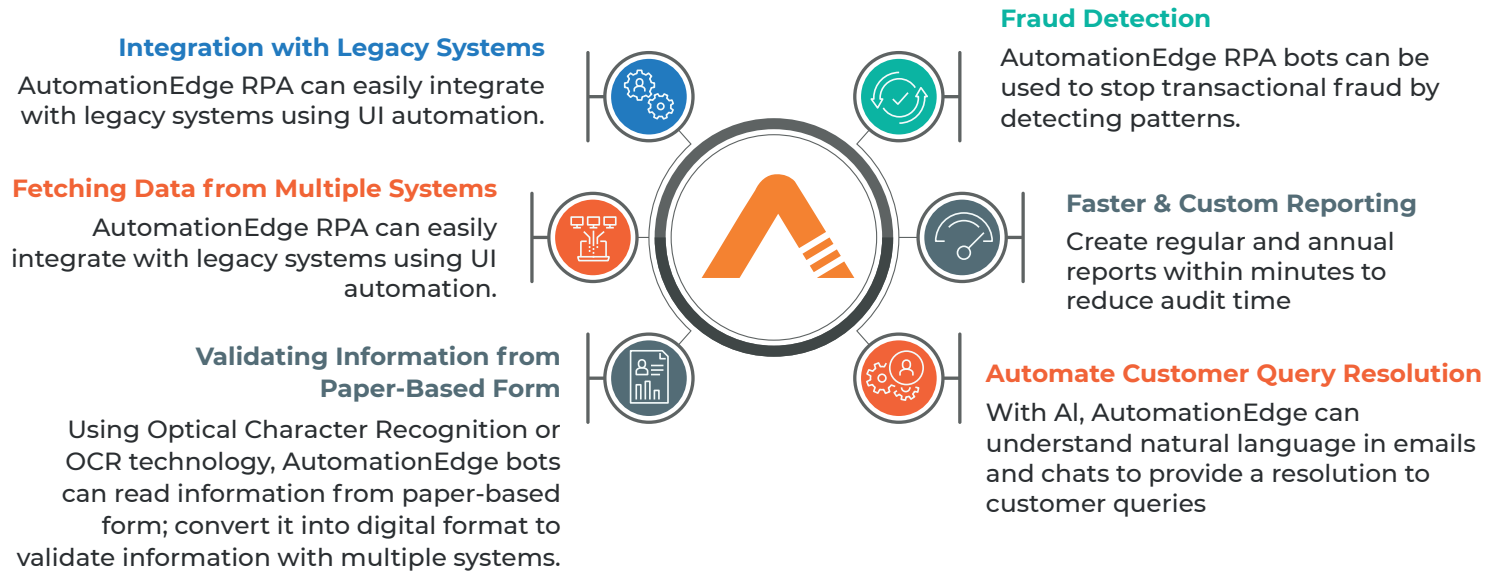 Integration with Legacy Systems
AutomationEdge RPA can easily integrate
with legacy systems using UI automation.
Fetching Data from Multiple Systems
AutomationEdge RPA can easily
integrate with legacy systems using UI
automation.
Validating Information from
Paper-Based Form
Using Optical Character Recognition or
OCR technology, AutomationEdge bots
can read information from paper-based
form; convert it into digital format to
validate information with multiple systems.
Fraud Detection
AutomationEdge RPA bots can be
used to stop transactional fraud by
detecting patterns.
Faster & Custom Reporting
Create regular and annual
reports within minutes to
reduce audit time
Automate Customer Query Resolution
With AI, AutomationEdge can
understand natural language in emails
and chats to provide a resolution to
customer queries